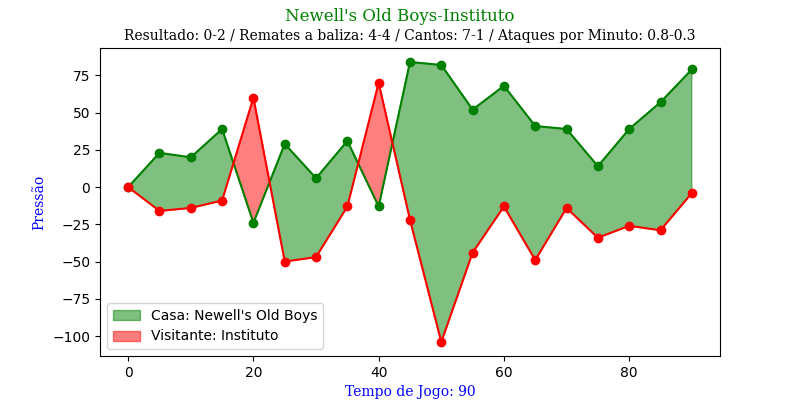 Newell's Old Boys-Instituto
Resultado: 0-2 / Remates a baliza: 4-4 / Cantos: 7-1 / Ataques por Minuto: 0.8-0.3
75
50
25
0
−25
−50
−75
−100
Pressão
Casa: Newell's Old Boys
Visitante: Instituto
0 20 40 60 80
Tempo de Jogo: 90